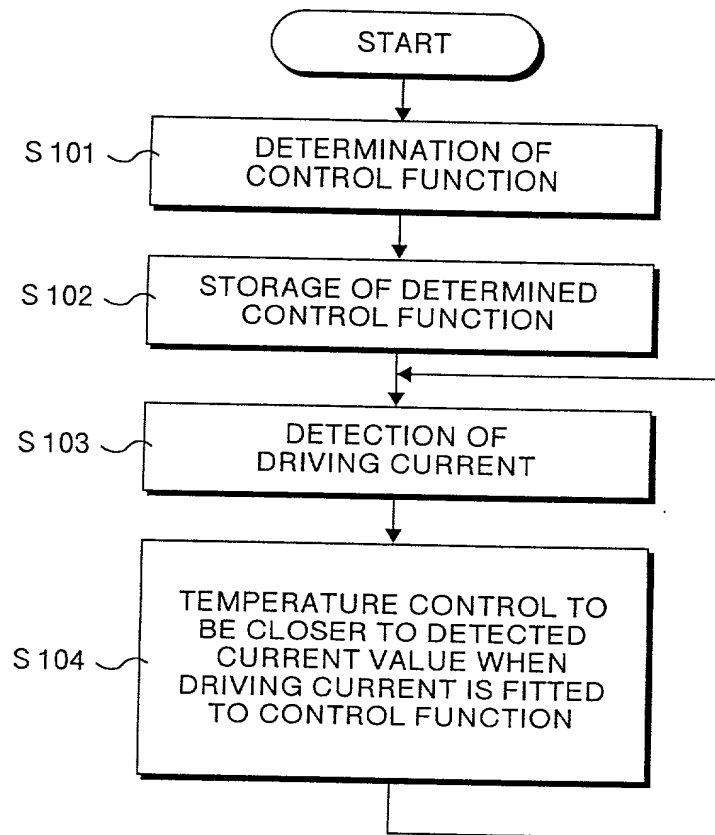 START
S 101
DETERMINATION OF
CONTROL FUNCTION
S 102
STORAGE OF DETERMINED
CONTROL FUNCTION
S 103
DETECTION OF
DRIVING CURRENT
S 104
TEMPERATURE CONTROL TO
BE CLOSER TO DETECTED
CURRENT VALUE WHEN
DRIVING CURRENT IS FITTED
TO CONTROL FUNCTION